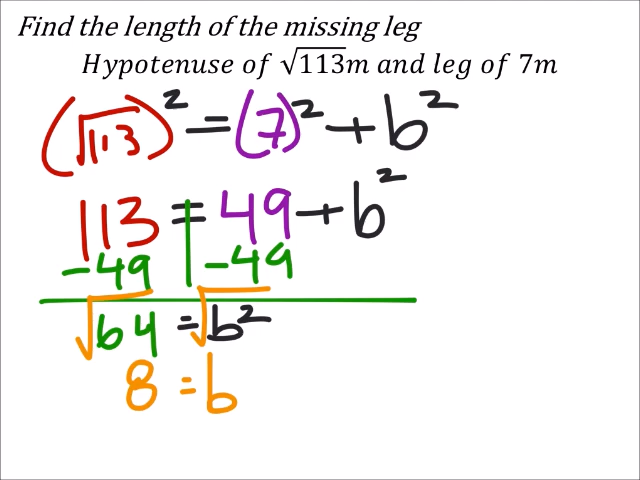 Find the length of the missing leg
Hypotenuse of √113m and leg of 7m
(√113)² = (7)² + b²
113 = 49 + b²
-49 | -49
√64 = √b²
8 = b